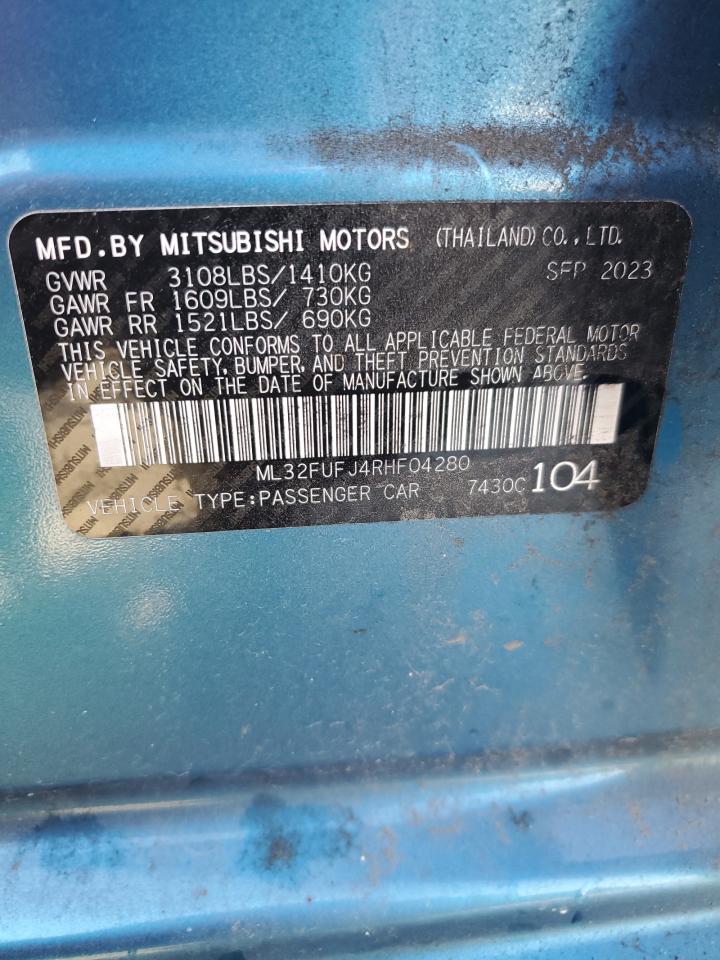 MFD.BY MITSUBISHI MOTORS (THAILAND)CO.,LTD.
GVWR 3108LBS/1410KG SEP 2023
GAWR FR 1609LBS/ 730KG
GAWR RR 1521LBS/ 690KG
THIS VEHICLE CONFORMS TO ALL APPLICABLE FEDERAL MOTOR
VEHICLE SAFETY, BUMPER, AND THEFT PREVENTION STANDARDS
IN EFFECT ON THE DATE OF MANUFACTURE SHOWN ABOVE.
ML32FUFJ4RHF04280
VEHICLE TYPE:PASSENGER CAR 7430C 104